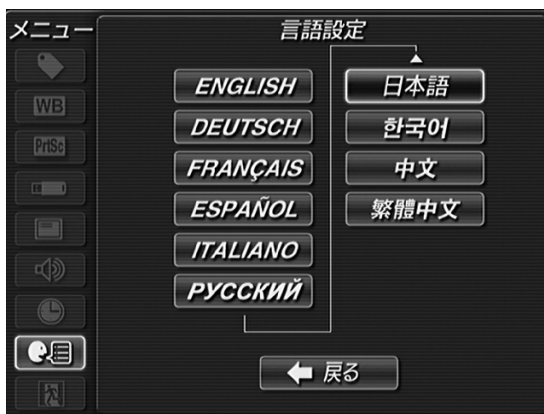 メニュー
言語設定
WB
PrtSc
ENGLISH
DEUTSCH
FRANÇAIS
ESPAÑOL
ITALIANO
РУССКИЙ
日本語
한국어
中文
繁體中文
戻る